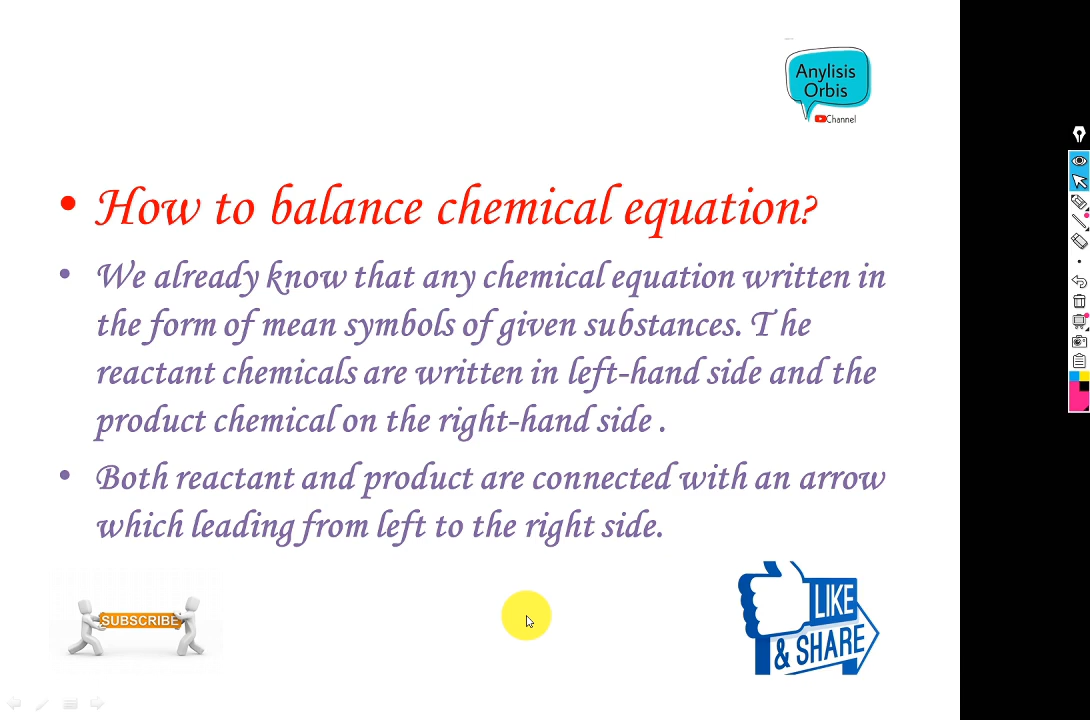 Anylisis
Orbis
Channel
• How to balance chemical equation?
• We already know that any chemical equation written in
the form of mean symbols of given substances. T he
reactant chemicals are written in left-hand side and the
product chemical on the right-hand side .
• Both reactant and product are connected with an arrow
which leading from left to the right side.
SUBSCRIBE
LIKE
& SHARE